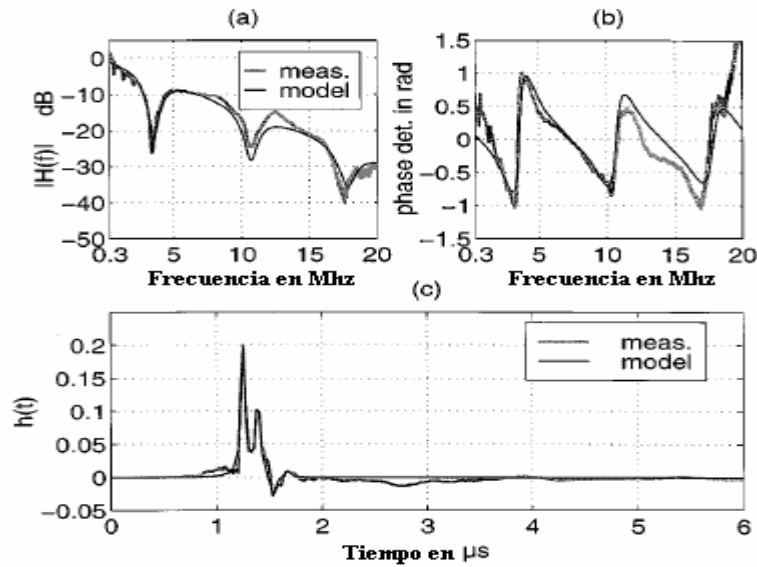 (a)
(b)
|H(f)| dB
0
−10
−20
−30
−40
−50
0.3 5 10 15 20
meas.
model
Frecuencia en Mhz
phase det. in rad
1.5
1
0.5
0
−0.5
−1
−1.5
0.3 5 10 15 20
Frecuencia en Mhz
(c)
h(t)
0.2
0.15
0.1
0.05
0
−0.05
0 1 2 3 4 5 6
meas.
model
Tiempo en μs